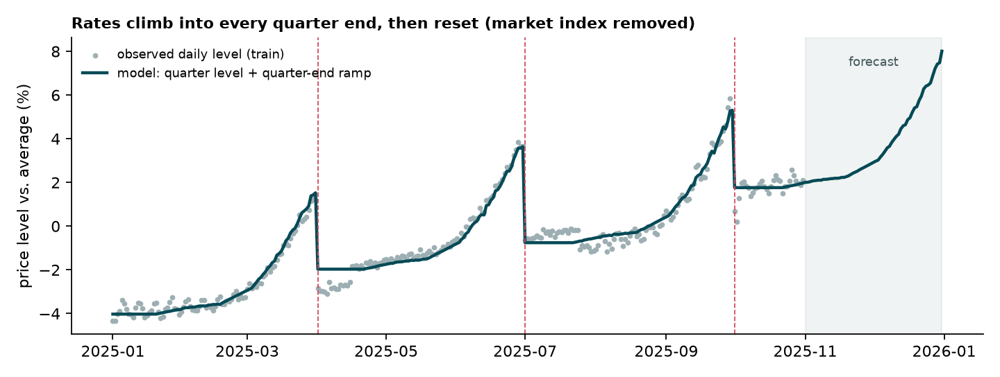 Rates climb into every quarter end, then reset (market index removed)
observed daily level (train)
model: quarter level + quarter-end ramp
forecast
price level vs. average (%)
8
6
4
2
0
−2
−4
2025-01
2025-03
2025-05
2025-07
2025-09
2025-11
2026-01